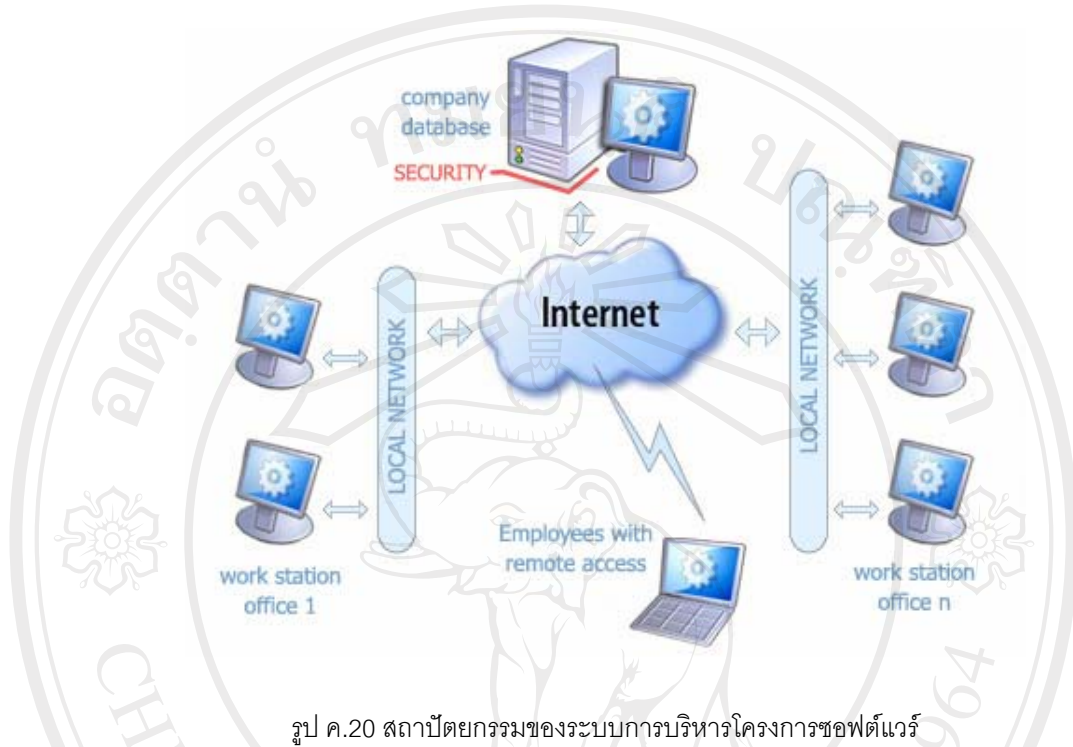 company
database
SECURITY
Internet
LOCAL NETWORK
LOCAL NETWORK
Employees with
remote access
work station
office 1
work station
office n
รูป ค.20 สถาปัตยกรรมของระบบการบริหารโครงการซอฟต์แวร์